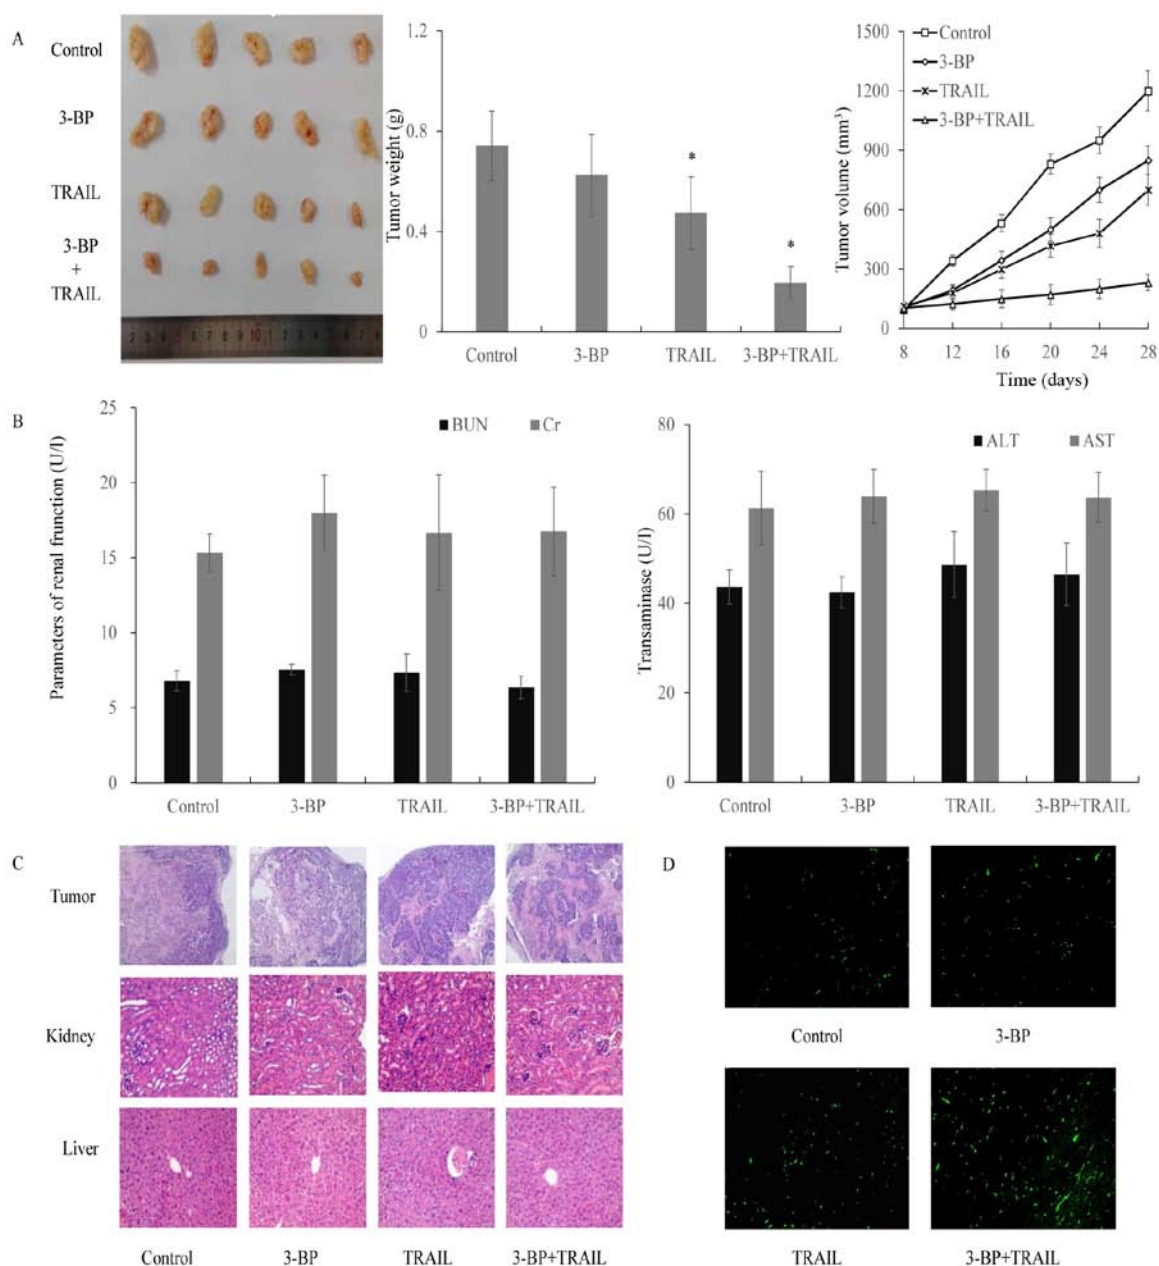 A
Control
3-BP
TRAIL
3-BP
+
TRAIL
10
Tumor weight (g)
1.2
0.8
0.4
0
*
*
Control
3-BP
TRAIL
3-BP+TRAIL
Tumor volume (mm³)
1500
1200
900
600
300
0
Control
3-BP
TRAIL
3-BP+TRAIL
8
12
16
20
24
28
Time (days)
B
Parameters of renal frunction (U/l)
25
20
15
10
5
0
BUN
Cr
Control
3-BP
TRAIL
3-BP+TRAIL
Transaminase (U/l)
80
60
40
20
0
ALT
AST
Control
3-BP
TRAIL
3-BP+TRAIL
C
Tumor
Kidney
Liver
Control
3-BP
TRAIL
3-BP+TRAIL
D
Control
3-BP
TRAIL
3-BP+TRAIL